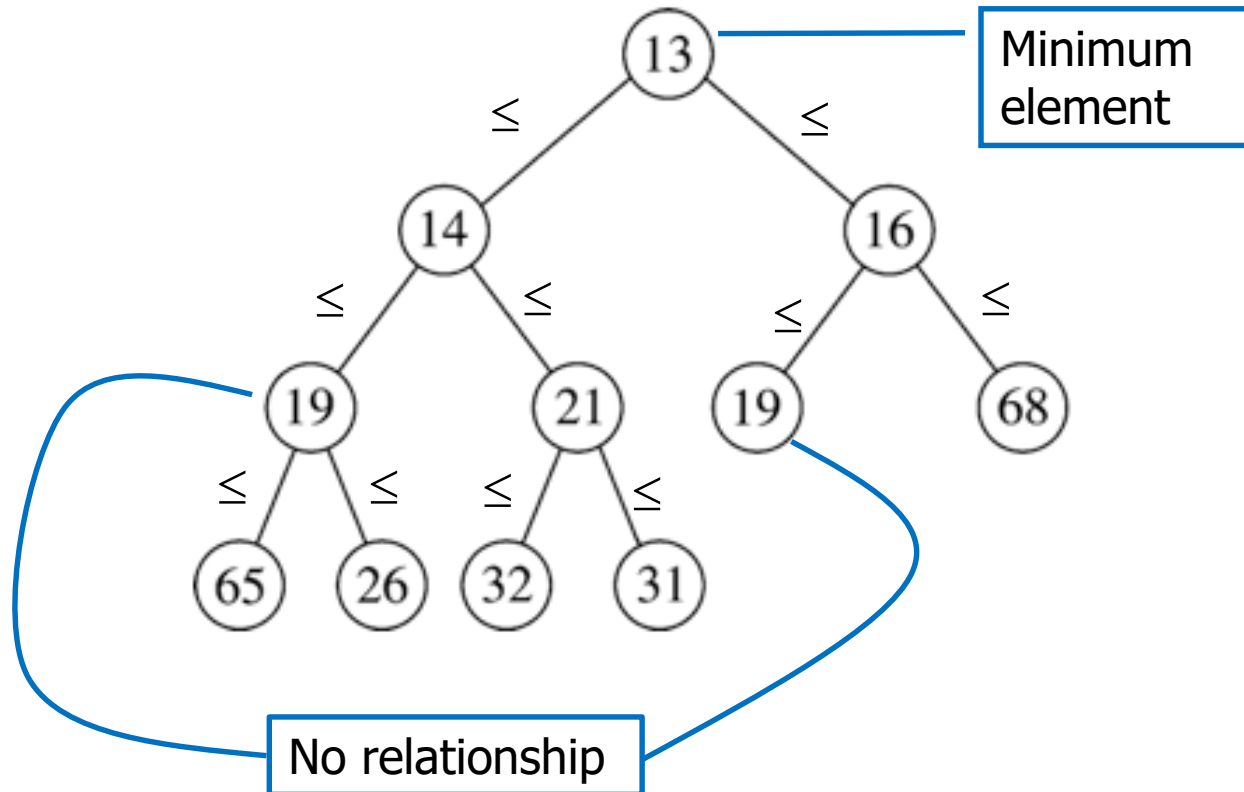 13
Minimum
element
≤ ≤
14 16
≤ ≤ ≤ ≤
19 21 19 68
≤ ≤ ≤ ≤
65 26 32 31
No relationship